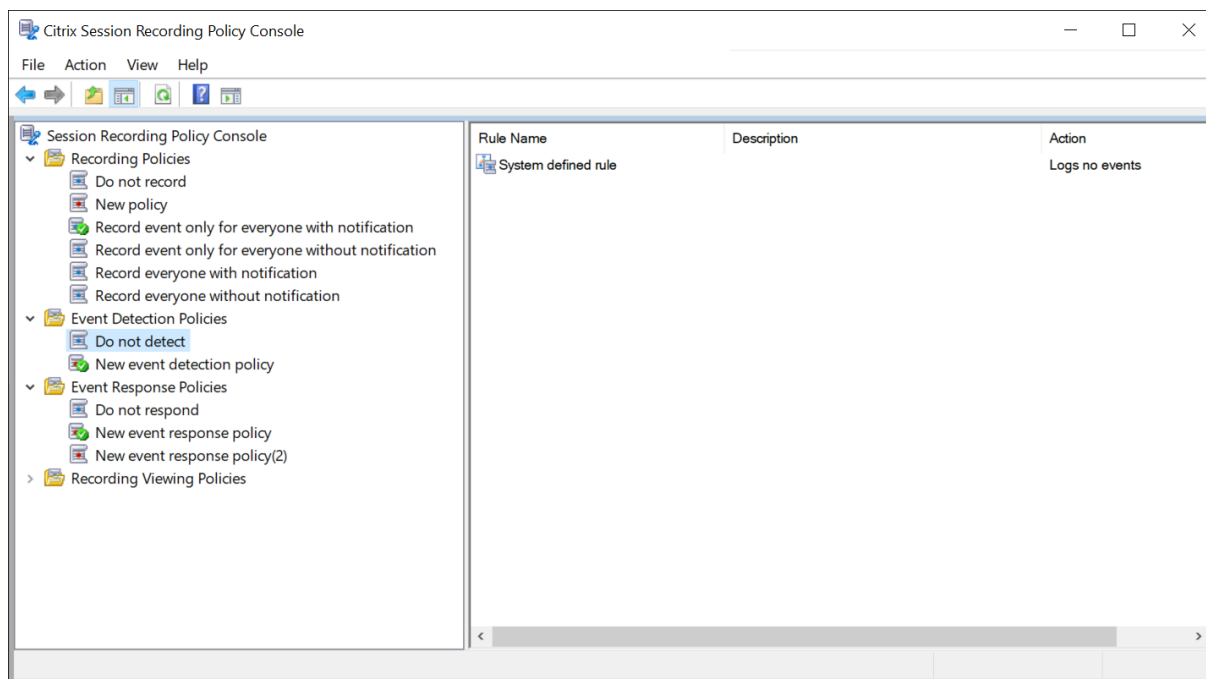 Citrix Session Recording Policy Console
File Action View Help
Session Recording Policy Console
Recording Policies
Do not record
New policy
Record event only for everyone with notification
Record event only for everyone without notification
Record everyone with notification
Record everyone without notification
Event Detection Policies
Do not detect
New event detection policy
Event Response Policies
Do not respond
New event response policy
New event response policy(2)
Recording Viewing Policies
Rule Name Description Action
System defined rule Logs no events